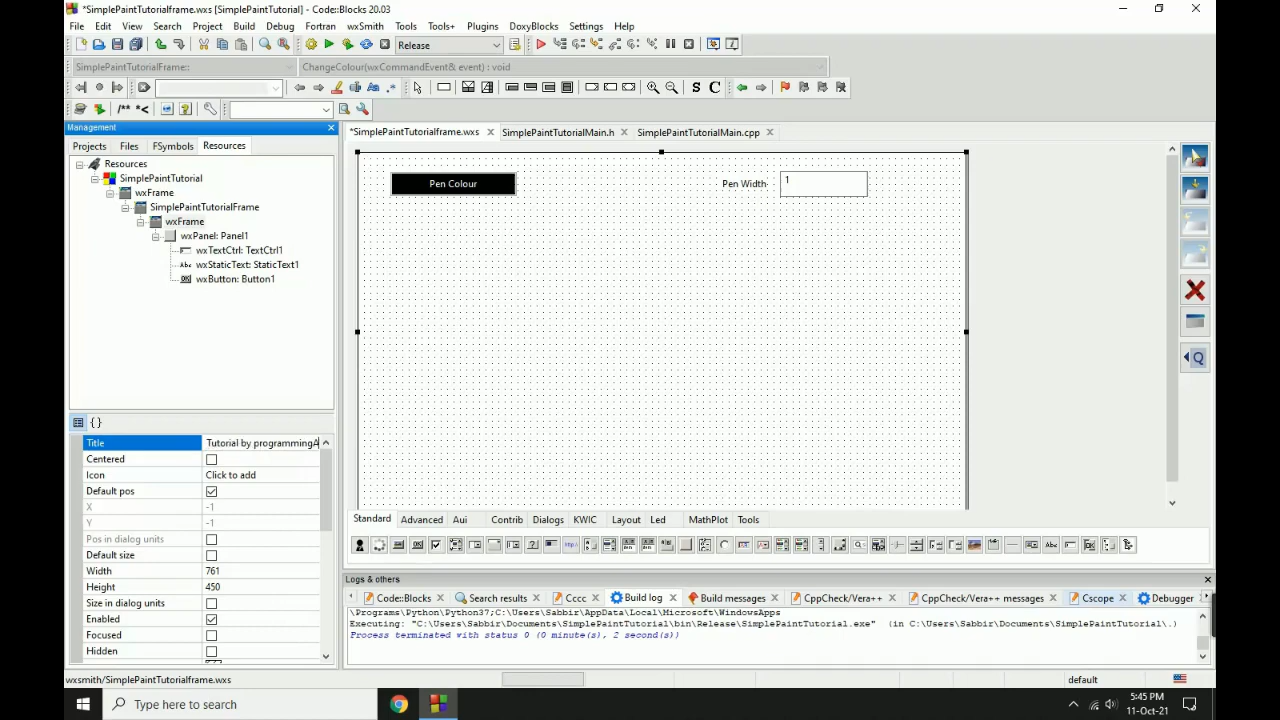 *SimplePaintTutorialframe.wxs [SimplePaintTutorial] - Code::Blocks 20.03
File Edit View Search Project Build Debug Fortran wxSmith Tools Tools+ Plugins DoxyBlocks Settings Help
Release
SimplePaintTutorialFrame:: ChangeColour(wxCommandEvent& event) : void
Management
Projects Files FSymbols Resources
*SimplePaintTutorialframe.wxs SimplePaintTutorialMain.h SimplePaintTutorialMain.cpp
Resources
SimplePaintTutorial
wxFrame
SimplePaintTutorialFrame
wxFrame
wxPanel: Panel1
wxTextCtrl: TextCtrl1
wxStaticText: StaticText1
wxButton: Button1
Pen Colour Pen Width 1
Title Tutorial by programmingA
Centered
Icon Click to add
Default pos
X -1
Y -1
Pos in dialog units
Default size
Width 761
Height 450
Size in dialog units
Enabled
Focused
Hidden
Standard Advanced Aui Contrib Dialogs KWIC Layout Led MathPlot Tools
Logs & others
Code::Blocks Search results Cccc Build log Build messages CppCheck/Vera++ CppCheck/Vera++ messages Cscope Debugger
\Programs\Python\Python37;C:\Users\Sabbir\AppData\Local\Microsoft\WindowsApps
Executing: "C:\Users\Sabbir\Documents\SimplePaintTutorial\bin\Release\SimplePaintTutorial.exe" (in C:\Users\Sabbir\Documents\SimplePaintTutorial\.)
Process terminated with status 0 (0 minute(s), 2 second(s))
wxsmith/SimplePaintTutorialframe.wxs default
Type here to search
5:45 PM
11-Oct-21